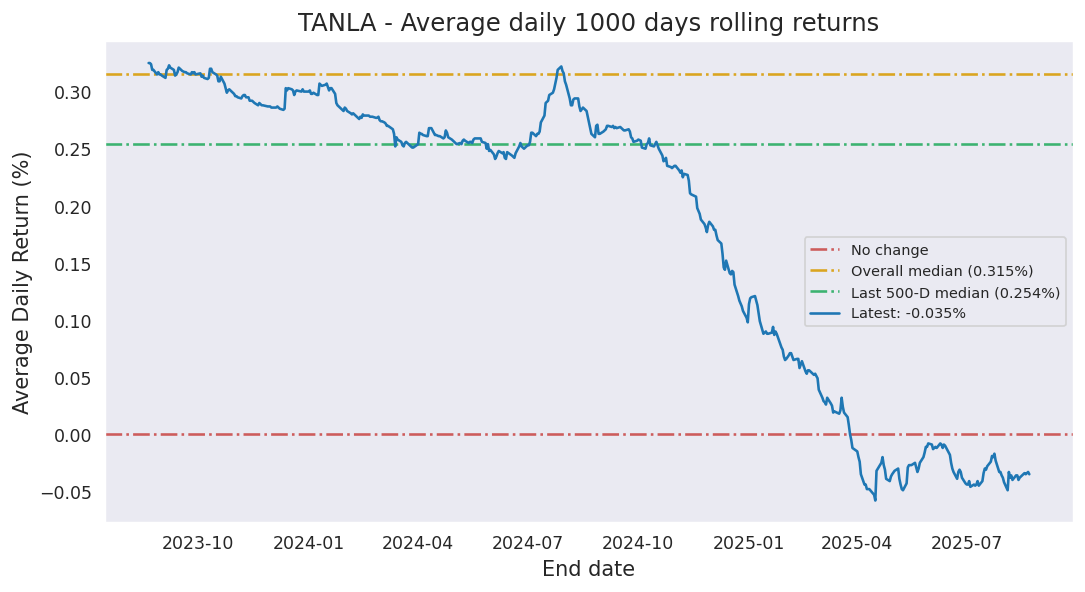 TANLA - Average daily 1000 days rolling returns
Average Daily Return (%)
0.30
0.25
0.20
0.15
0.10
0.05
0.00
−0.05
No change
Overall median (0.315%)
Last 500-D median (0.254%)
Latest: -0.035%
2023-10
2024-01
2024-04
2024-07
2024-10
2025-01
2025-04
2025-07
End date